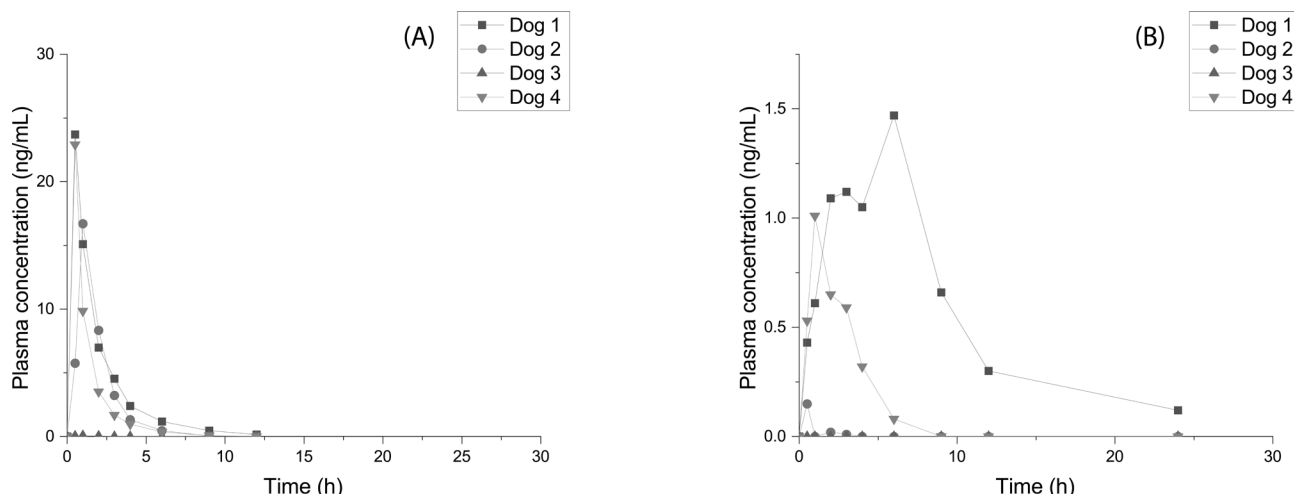 (A)
Dog 1
Dog 2
Dog 3
Dog 4
Plasma concentration (ng/mL)
30
20
10
0
0 5 10 15 20 25 30
Time (h)
(B)
Dog 1
Dog 2
Dog 3
Dog 4
Plasma concentration (ng/mL)
1.5
1.0
0.5
0.0
0 10 20 30
Time (h)